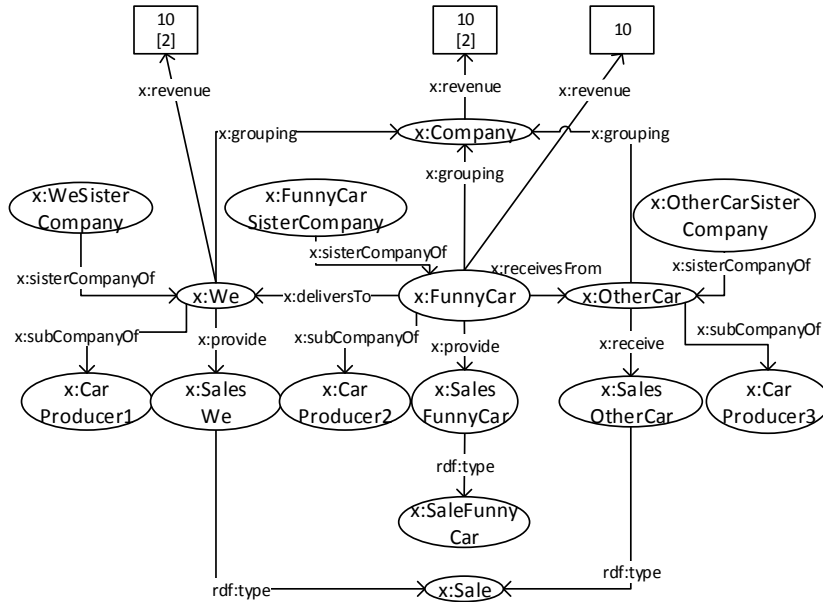 10
[2]
10
[2]
10
x:revenue
x:revenue
x:revenue
x:Company
x:grouping
x:grouping
x:grouping
x:WeSister
Company
x:FunnyCar
SisterCompany
x:OtherCarSister
Company
x:sisterCompanyOf
x:sisterCompanyOf
x:receivesFrom
x:sisterCompanyOf
x:We
x:deliversTo
x:FunnyCar
x:OtherCar
x:subCompanyOf
x:provide
x:subCompanyOf
x:provide
x:receive
x:subCompanyOf
x:Car
Producer1
x:Sales
We
x:Car
Producer2
x:Sales
FunnyCar
x:Sales
OtherCar
x:Car
Producer3
rdf:type
x:SaleFunny
Car
rdf:type
x:Sale
rdf:type